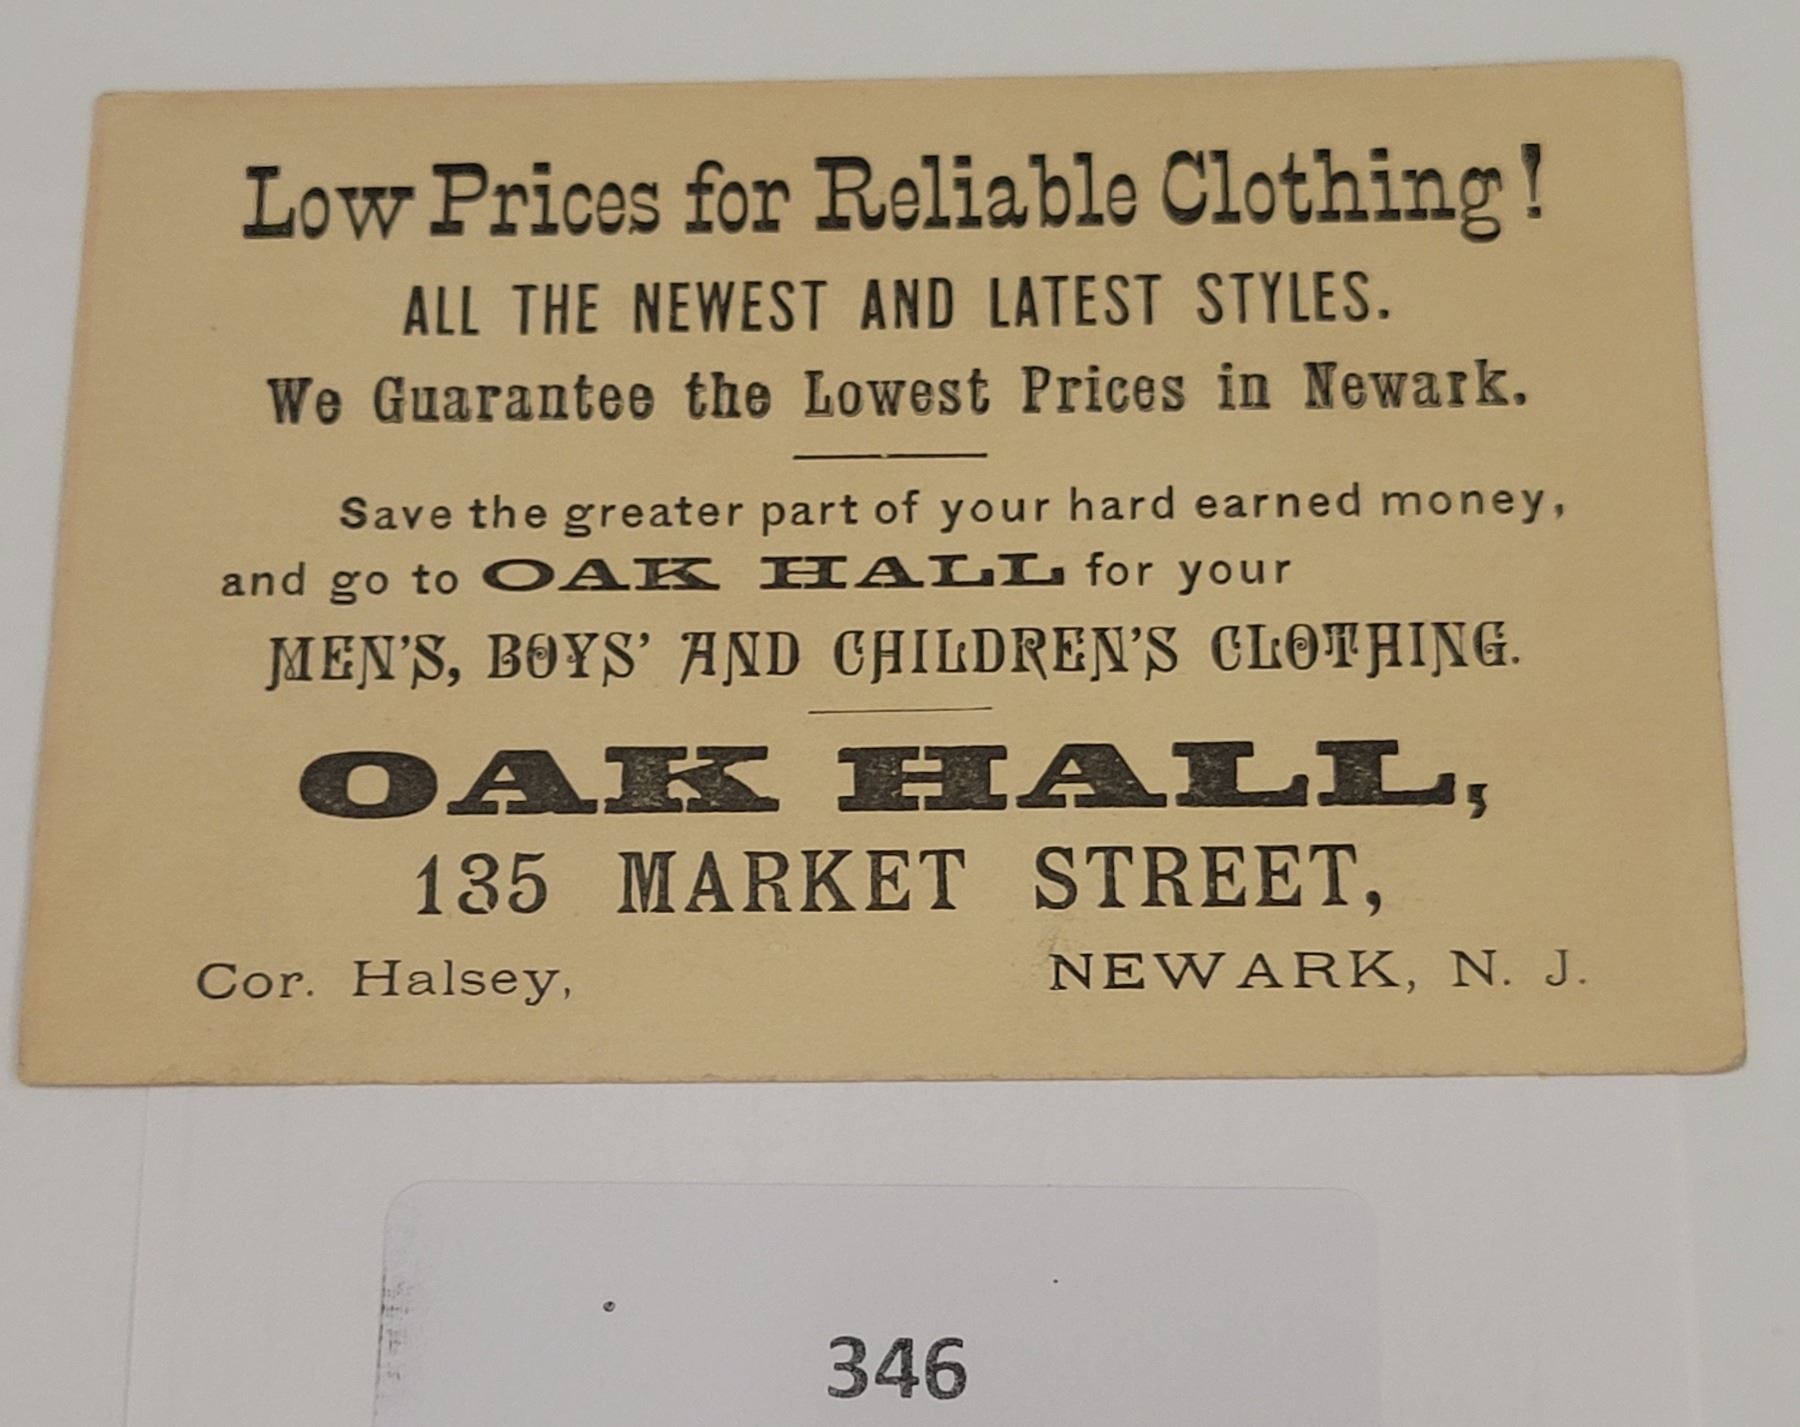 Low Prices for Reliable Clothing!
ALL THE NEWEST AND LATEST STYLES.
We Guarantee the Lowest Prices in Newark.
Save the greater part of your hard earned money,
and go to OAK HALL for your
MEN'S, BOYS' AND CHILDREN'S CLOTHING.
OAK HALL,
135 MARKET STREET,
Cor. Halsey, NEWARK, N. J.
346